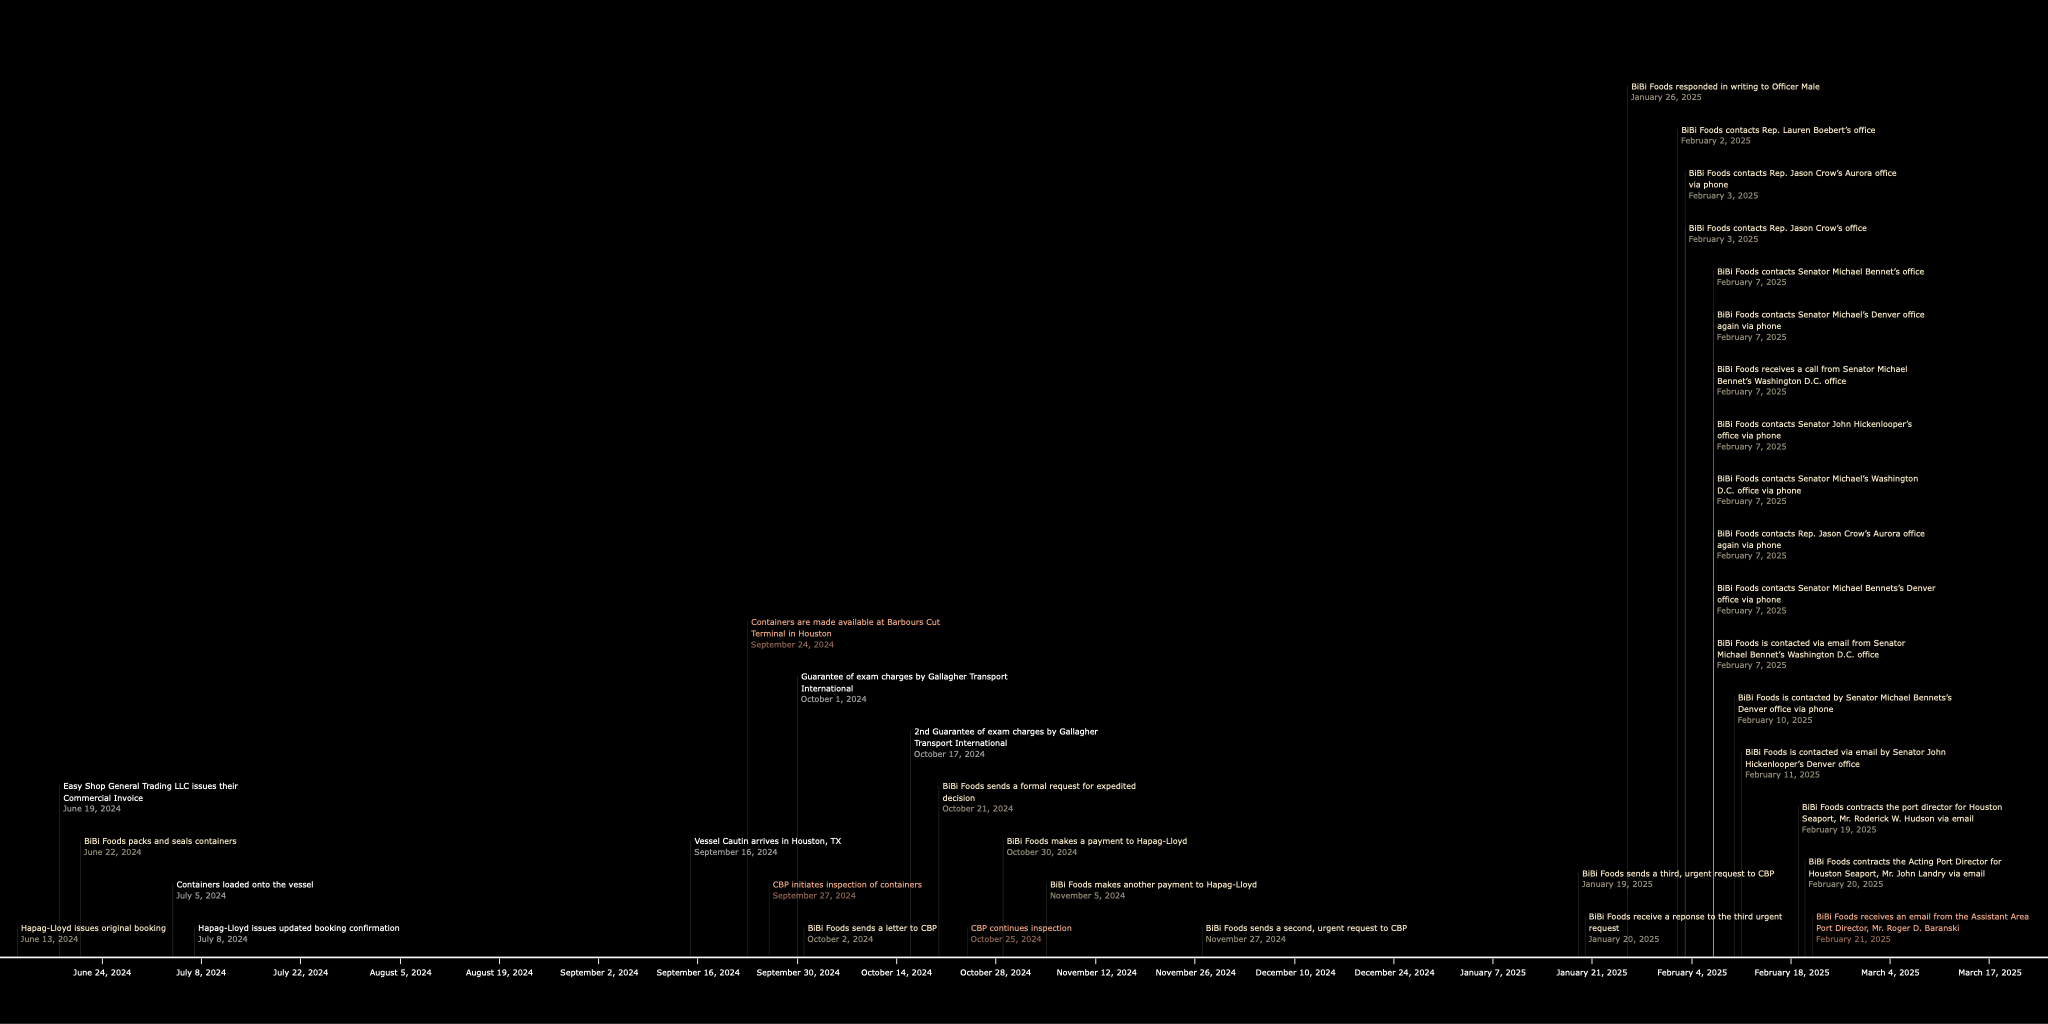 BiBi Foods responded in writing to Officer Male
January 26, 2025
BiBi Foods contacts Rep. Lauren Boebert’s office
February 2, 2025
BiBi Foods contacts Rep. Jason Crow’s Aurora office
via phone
February 3, 2025
BiBi Foods contacts Rep. Jason Crow’s office
February 3, 2025
BiBi Foods contacts Senator Michael Bennet’s office
February 7, 2025
BiBi Foods contacts Senator Michael’s Denver office
again via phone
February 7, 2025
BiBi Foods receives a call from Senator Michael
Bennet’s Washington D.C. office
February 7, 2025
BiBi Foods contacts Senator John Hickenlooper’s
office via phone
February 7, 2025
BiBi Foods contacts Senator Michael’s Washington
D.C. office via phone
February 7, 2025
BiBi Foods contacts Rep. Jason Crow’s Aurora office
again via phone
February 7, 2025
BiBi Foods contacts Senator Michael Bennets’s Denver
office via phone
February 7, 2025
Containers are made available at Barbours Cut
Terminal in Houston
September 24, 2024
BiBi Foods is contacted via email from Senator
Michael Bennet’s Washington D.C. office
February 7, 2025
Guarantee of exam charges by Gallagher Transport
International
October 1, 2024
BiBi Foods is contacted by Senator Michael Bennets’s
Denver office via phone
February 10, 2025
2nd Guarantee of exam charges by Gallagher
Transport International
October 17, 2024
BiBi Foods is contacted via email by Senator John
Hickenlooper’s Denver office
February 11, 2025
Easy Shop General Trading LLC issues their
Commercial Invoice
June 19, 2024
BiBi Foods sends a formal request for expedited
decision
October 21, 2024
BiBi Foods contracts the port director for Houston
Seaport, Mr. Roderick W. Hudson via email
February 19, 2025
BiBi Foods packs and seals containers
June 22, 2024
Vessel Cautin arrives in Houston, TX
September 16, 2024
BiBi Foods makes a payment to Hapag-Lloyd
October 30, 2024
BiBi Foods contracts the Acting Port Director for
Houston Seaport, Mr. John Landry via email
February 20, 2025
BiBi Foods sends a third, urgent request to CBP
January 19, 2025
Containers loaded onto the vessel
July 5, 2024
CBP initiates inspection of containers
September 27, 2024
BiBi Foods makes another payment to Hapag-Lloyd
November 5, 2024
BiBi Foods receive a reponse to the third urgent
request
January 20, 2025
BiBi Foods receives an email from the Assistant Area
Port Director, Mr. Roger D. Baranski
February 21, 2025
Hapag-Lloyd issues original booking
June 13, 2024
Hapag-Lloyd issues updated booking confirmation
July 8, 2024
BiBi Foods sends a letter to CBP
October 2, 2024
CBP continues inspection
October 25, 2024
BiBi Foods sends a second, urgent request to CBP
November 27, 2024
June 24, 2024
July 8, 2024
July 22, 2024
August 5, 2024
August 19, 2024
September 2, 2024
September 16, 2024
September 30, 2024
October 14, 2024
October 28, 2024
November 12, 2024
November 26, 2024
December 10, 2024
December 24, 2024
January 7, 2025
January 21, 2025
February 4, 2025
February 18, 2025
March 4, 2025
March 17, 2025